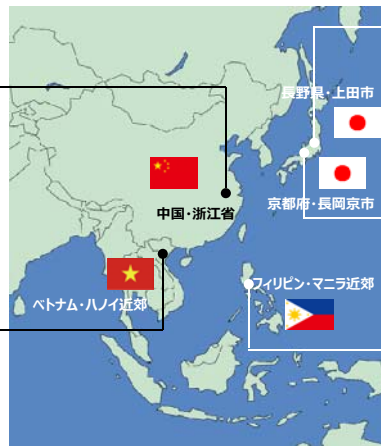 長野県・上田市
京都府・長岡京市
中国・浙江省
ベトナム・ハノイ近郊
フィリピン・マニラ近郊